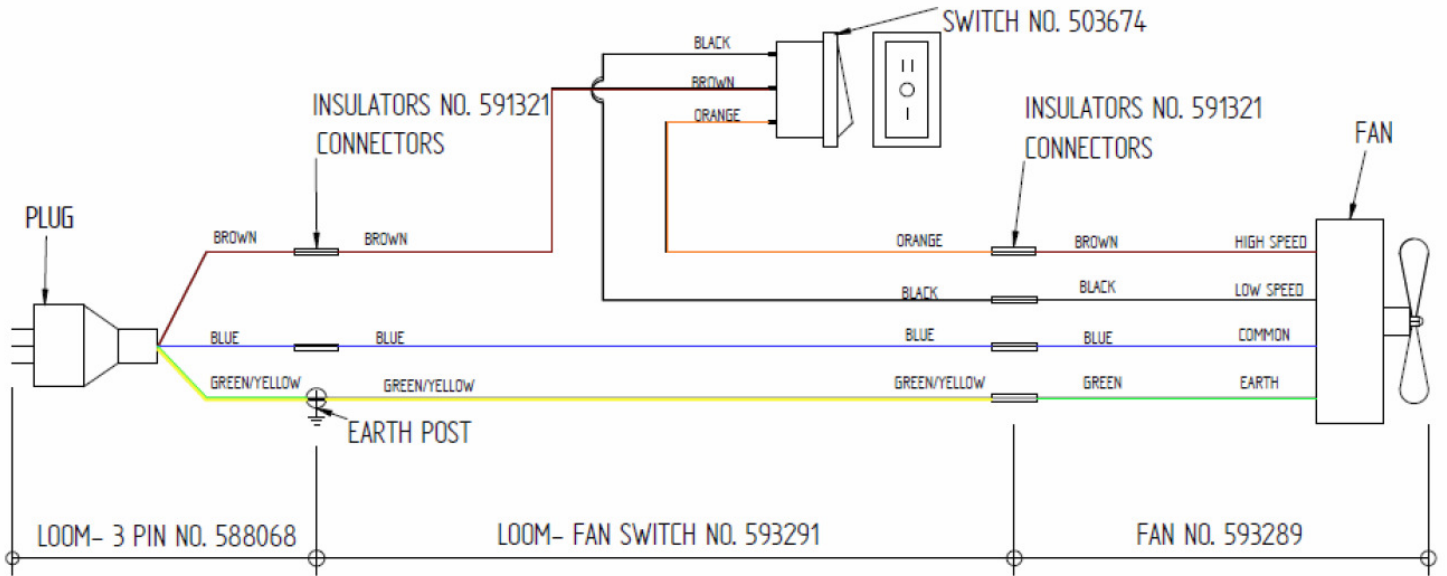 SWITCH NO. 503674
BLACK
BROWN
ORANGE
II
O
I
INSULATORS NO. 591321
CONNECTORS
INSULATORS NO. 591321
CONNECTORS
FAN
PLUG
BROWN
BROWN
ORANGE
BROWN
HIGH SPEED
BLACK
BLACK
LOW SPEED
BLUE
BLUE
BLUE
BLUE
COMMON
GREEN/YELLOW
GREEN/YELLOW
GREEN/YELLOW
GREEN
EARTH
EARTH POST
LOOM- 3 PIN NO. 588068
LOOM- FAN SWITCH NO. 593291
FAN NO. 593289